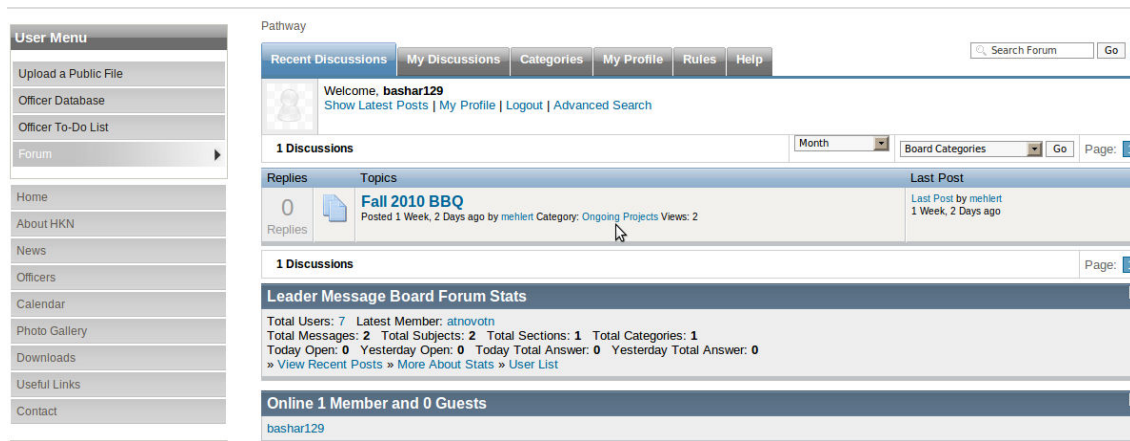 User Menu
Upload a Public File
Officer Database
Officer To-Do List
Forum
Home
About HKN
News
Officers
Calendar
Photo Gallery
Downloads
Useful Links
Contact
Pathway
Recent Discussions My Discussions Categories My Profile Rules Help
Search Forum Go
Welcome, bashar129
Show Latest Posts | My Profile | Logout | Advanced Search
1 Discussions Month Board Categories Go Page:
Replies Topics Last Post
0 Replies
Fall 2010 BBQ
Posted 1 Week, 2 Days ago by mehlert Category: Ongoing Projects Views: 2
Last Post by mehlert
1 Week, 2 Days ago
1 Discussions Page:
Leader Message Board Forum Stats
Total Users: 7 Latest Member: atnovotn
Total Messages: 2 Total Subjects: 2 Total Sections: 1 Total Categories: 1
Today Open: 0 Yesterday Open: 0 Today Total Answer: 0 Yesterday Total Answer: 0
» View Recent Posts » More About Stats » User List
Online 1 Member and 0 Guests
bashar129